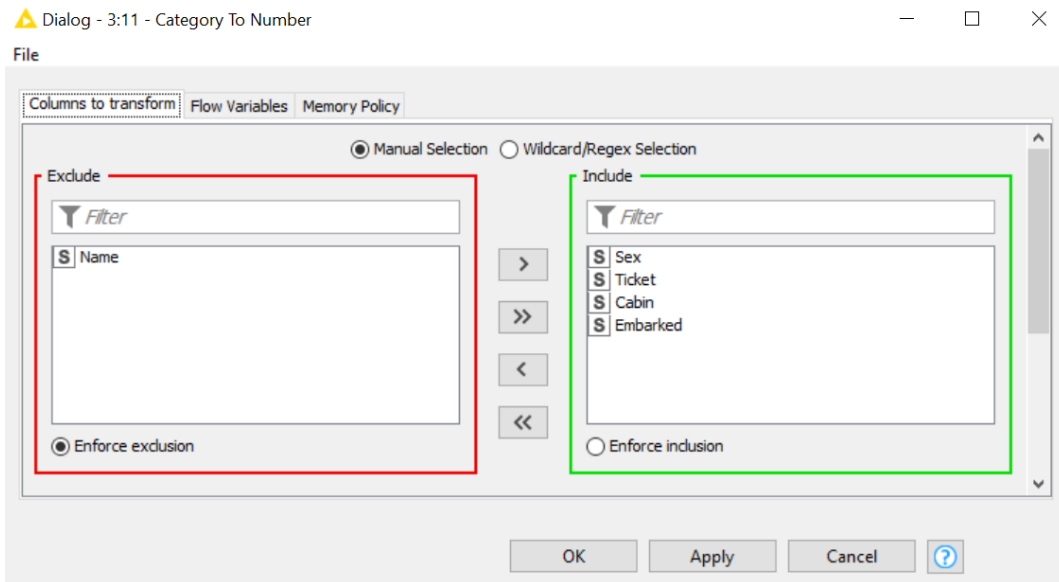 Dialog - 3:11 - Category To Number
File
Columns to transform Flow Variables Memory Policy
Manual Selection Wildcard/Regex Selection
Exclude
Include
Filter
Filter
S Name
S Sex
S Ticket
S Cabin
S Embarked
>
>>
<
<<
Enforce exclusion
Enforce inclusion
OK Apply Cancel ?